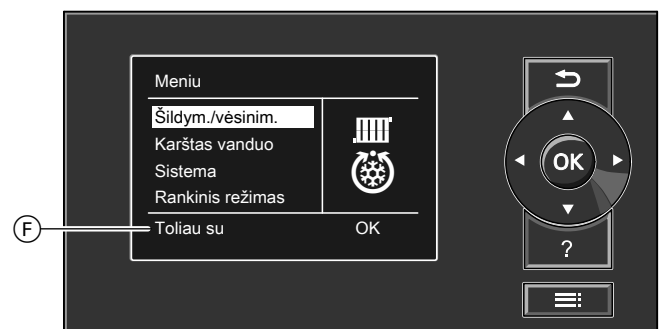 Meniu
Šildym./vėsinim.
Karštas vanduo
Sistema
Rankinis režimas
Toliau su OK
F
OK
?